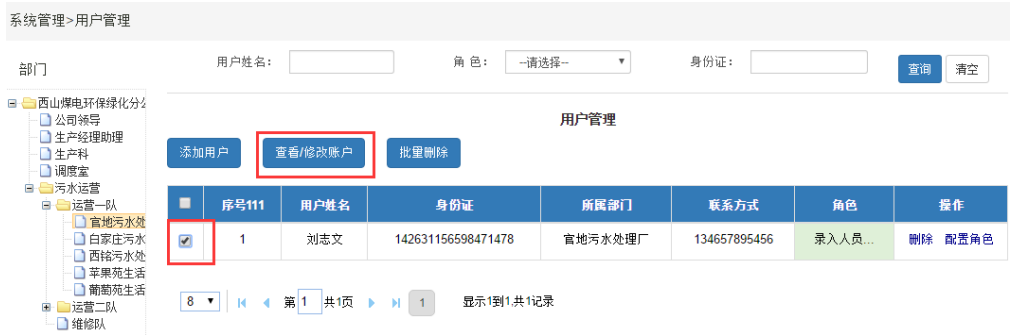 系统管理>用户管理
部门
西山煤电环保绿化分公
公司领导
生产经理助理
生产科
调度室
污水运营
运营一队
官地污水处
白家庄污水
西铭污水处
苹果苑生活
葡萄苑生活
运营二队
维修队
用户姓名： 角 色： --请选择-- 身份证： 查询 清空
用户管理
添加用户 查看/修改账户 批量删除
序号111 用户姓名 身份证 所属部门 联系方式 角色 操作
1 刘志文 142631156598471478 官地污水处理厂 134657895456 录入人员... 删除 配置角色
8 第 1 共1页 1 显示1到1,共1记录